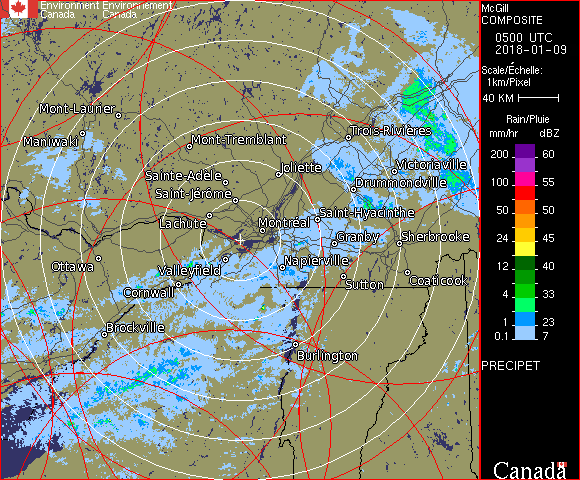 Environment Environnement
Canada Canada
McGill
COMPOSITE
0500 UTC
2018-01-09
Scale/Échelle:
1km/Pixel
40 KM
Rain/Pluie
mm/hr dBZ
200 60
100 55
50 50
24 45
12 40
4 33
1 23
0.1 7
PRECIPET
Canada
Mont-Laurier
Maniwaki
Mont-Tremblant
Trois-Rivières
Joliette
Victoriaville
Sainte-Adèle
Drummondville
Saint-Jérôme
Saint-Hyacinthe
Lachute
Montréal
Granby
Sherbrooke
Ottawa
Valleyfield
Napierville
Sutton
Coaticook
Cornwall
Brockville
Burlington